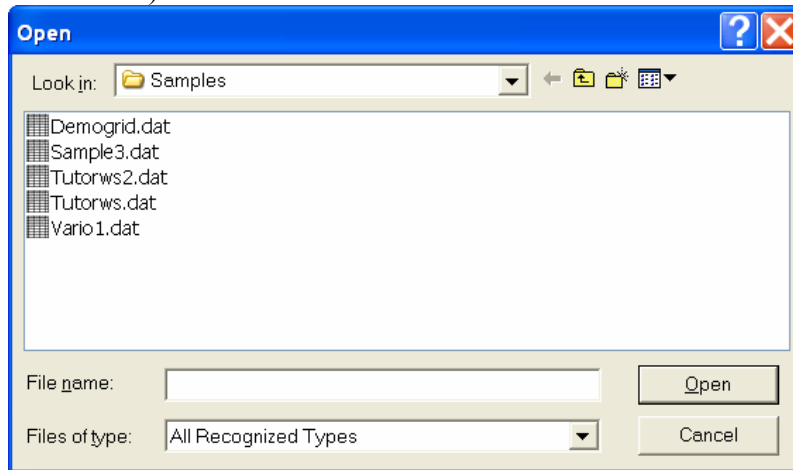 Open
Look in: Samples
Demogrid.dat
Sample3.dat
Tutorws2.dat
Tutorws.dat
Vario1.dat
File name: Open
Files of type: All Recognized Types Cancel